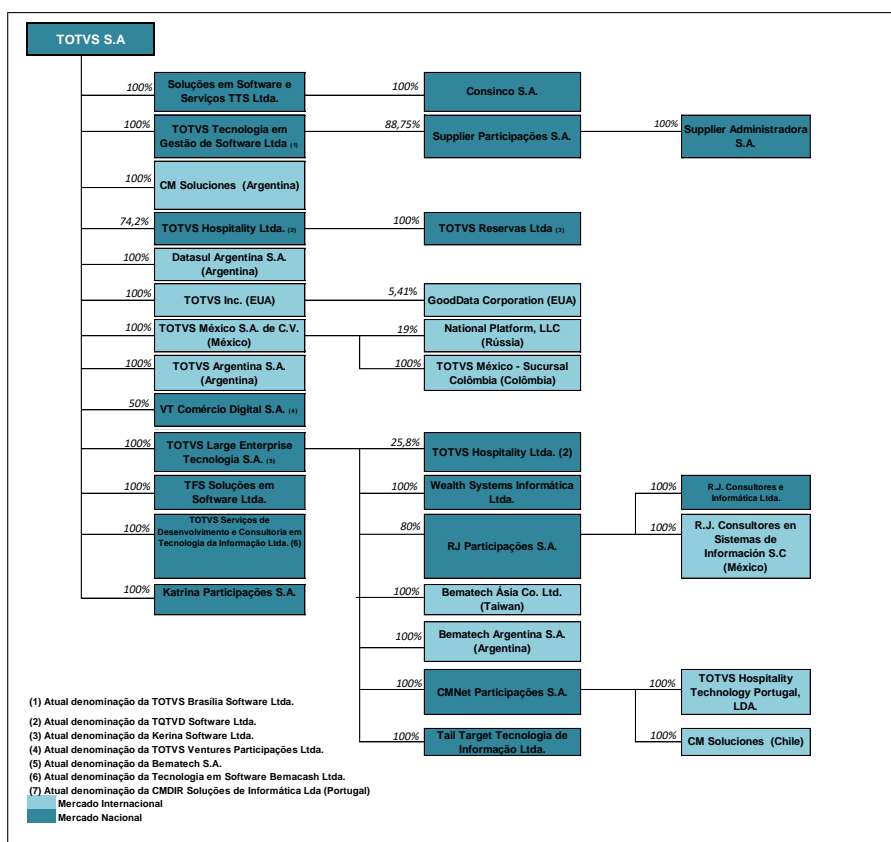 TOTVS S.A
100%
Soluções em Software e
Serviços TTS Ltda.
100%
Consinco S.A.
100%
TOTVS Tecnologia em
Gestão de Software Ltda (1)
88,75%
Supplier Participações S.A.
100%
Supplier Administradora
S.A.
100%
CM Soluciones (Argentina)
74,2%
TOTVS Hospitality Ltda. (2)
100%
TOTVS Reservas Ltda (3)
100%
Datasul Argentina S.A.
(Argentina)
100%
TOTVS Inc. (EUA)
5,41%
GoodData Corporation (EUA)
100%
TOTVS México S.A. de C.V.
(México)
19%
National Platform, LLC
(Rússia)
100%
TOTVS México - Sucursal
Colômbia (Colômbia)
100%
TOTVS Argentina S.A.
(Argentina)
50%
VT Comércio Digital S.A. (4)
100%
TOTVS Large Enterprise
Tecnologia S.A. (5)
25,8%
TOTVS Hospitality Ltda. (2)
100%
TFS Soluções em
Software Ltda.
100%
Wealth Systems Informática
Ltda.
100%
R.J. Consultores e
Informática Ltda.
100%
TOTVS Serviços de
Desenvolvimento e Consultoria em
Tecnologia da Informação Ltda. (6)
80%
RJ Participações S.A.
100%
R.J. Consultores en
Sistemas de
Información S.C
(México)
100%
Katrina Participações S.A.
100%
Bematech Ásia Co. Ltd.
(Taiwan)
100%
Bematech Argentina S.A.
(Argentina)
100%
CMNet Participações S.A.
100%
TOTVS Hospitality
Technology Portugal,
LDA.
100%
Tail Target Tecnologia de
Informação Ltda.
100%
CM Soluciones (Chile)
(1) Atual denominação da TOTVS Brasília Software Ltda.
(2) Atual denominação da TQTVD Software Ltda.
(3) Atual denominação da Kerina Software Ltda.
(4) Atual denominação da TOTVS Ventures Participações Ltda.
(5) Atual denominação da Bematech S.A.
(6) Atual denominação da Tecnologia em Software Bemacash Ltda.
(7) Atual denominação da CMDIR Soluções de Informática Lda (Portugal)
Mercado Internacional
Mercado Nacional